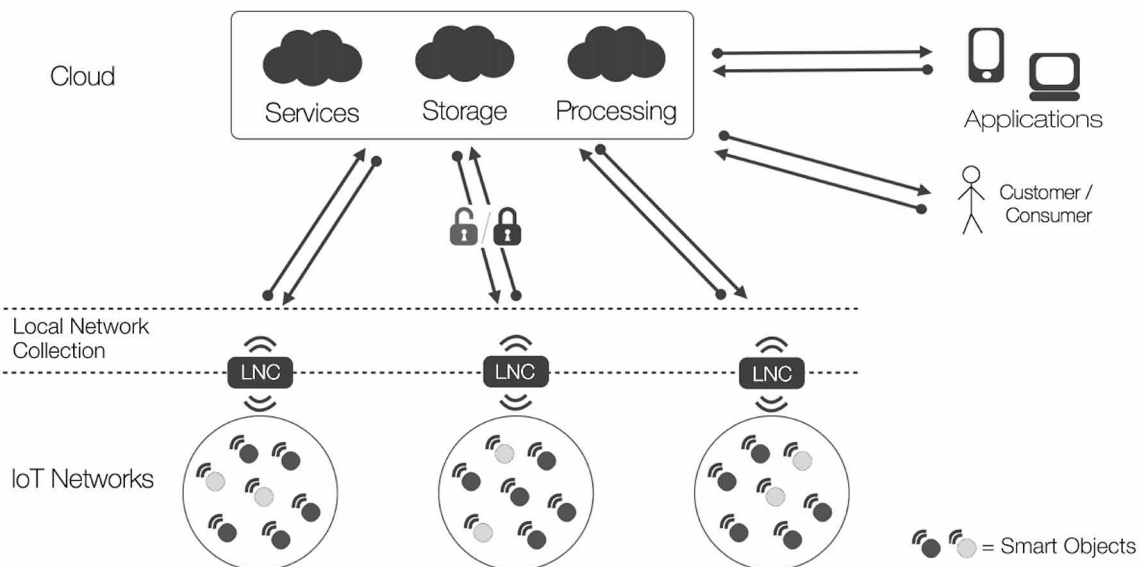 Cloud
Services
Storage
Processing
Applications
Customer /
Consumer
Local Network
Collection
LNC
LNC
LNC
IoT Networks
= Smart Objects